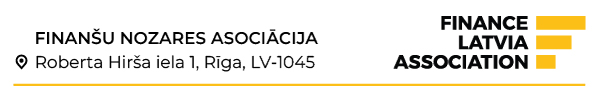 FINANŠU NOZARES ASOCIĀCIJA
Roberta Hirša iela 1, Rīga, LV-1045
FINANCE
LATVIA
ASSOCIATION